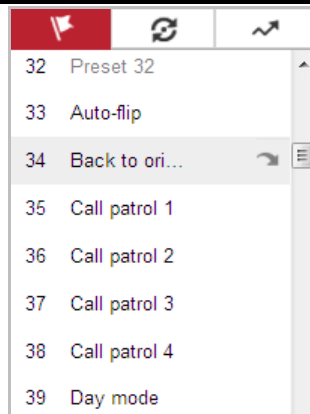 32 Preset 32
33 Auto-flip
34 Back to ori...
35 Call patrol 1
36 Call patrol 2
37 Call patrol 3
38 Call patrol 4
39 Day mode